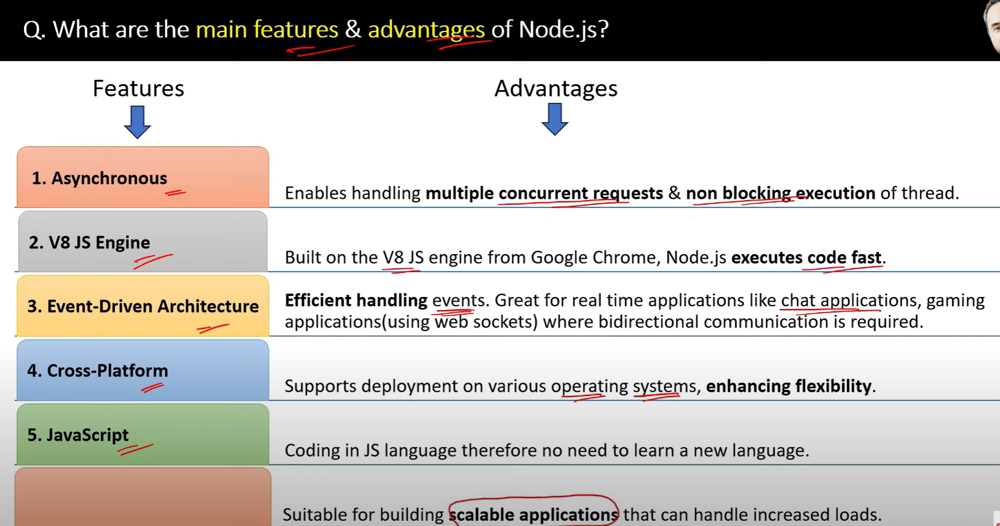 Q. What are the main features & advantages of Node.js?
Features
Advantages
1. Asynchronous
Enables handling multiple concurrent requests & non blocking execution of thread.
2. V8 JS Engine
Built on the V8 JS engine from Google Chrome, Node.js executes code fast.
3. Event-Driven Architecture
Efficient handling events. Great for real time applications like chat applications, gaming
applications(using web sockets) where bidirectional communication is required.
4. Cross-Platform
Supports deployment on various operating systems, enhancing flexibility.
5. JavaScript
Coding in JS language therefore no need to learn a new language.
Suitable for building scalable applications that can handle increased loads.